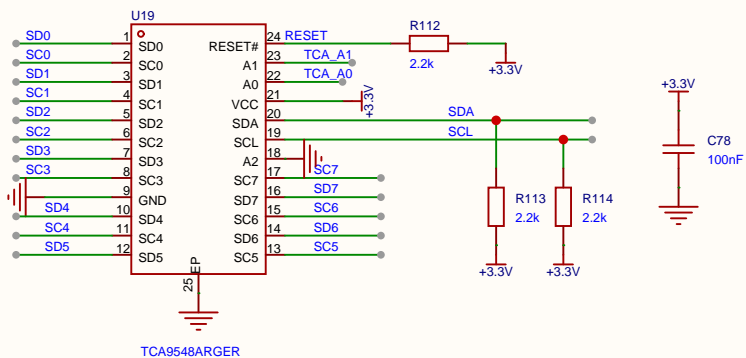 U19
SD0 1 SD0 RESET# 24 RESET R112 2.2k +3.3V
SC0 2 SC0 A1 23 TCA_A1
SD1 3 SD1 A0 22 TCA_A0
SC1 4 SC1 VCC 21 +3.3V
SD2 5 SD2 SDA 20 SDA
SC2 6 SC2 SCL 19 SCL
SD3 7 SD3 A2 18
SC3 8 SC3 SC7 17 SC7
9 GND SD7 16 SD7
SD4 10 SD4 SC6 15 SC6
SC4 11 SC4 SD6 14 SD6
SD5 12 SD5 SC5 13 SC5
EP
25
TCA9548ARGER
R113
2.2k
+3.3V
R114
2.2k
+3.3V
+3.3V
C78
100nF